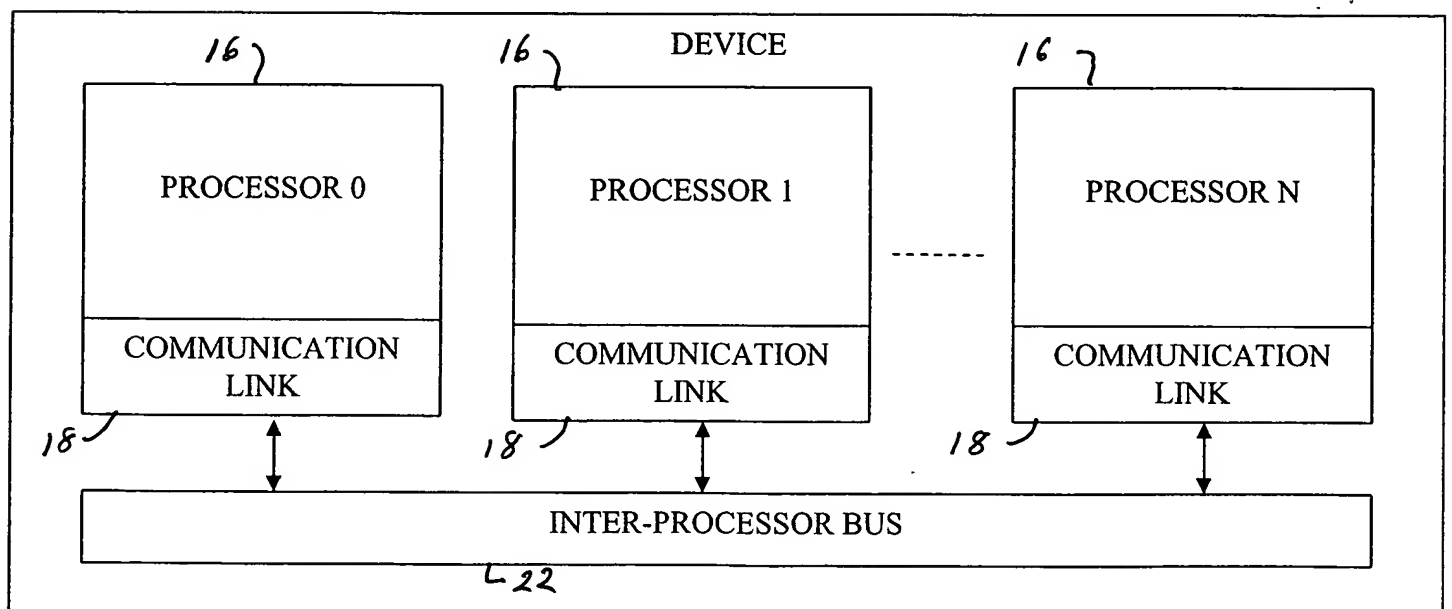 DEVICE
16 16 16
PROCESSOR 0 PROCESSOR 1 PROCESSOR N
COMMUNICATION LINK COMMUNICATION LINK COMMUNICATION LINK
18 18 18
INTER-PROCESSOR BUS
22